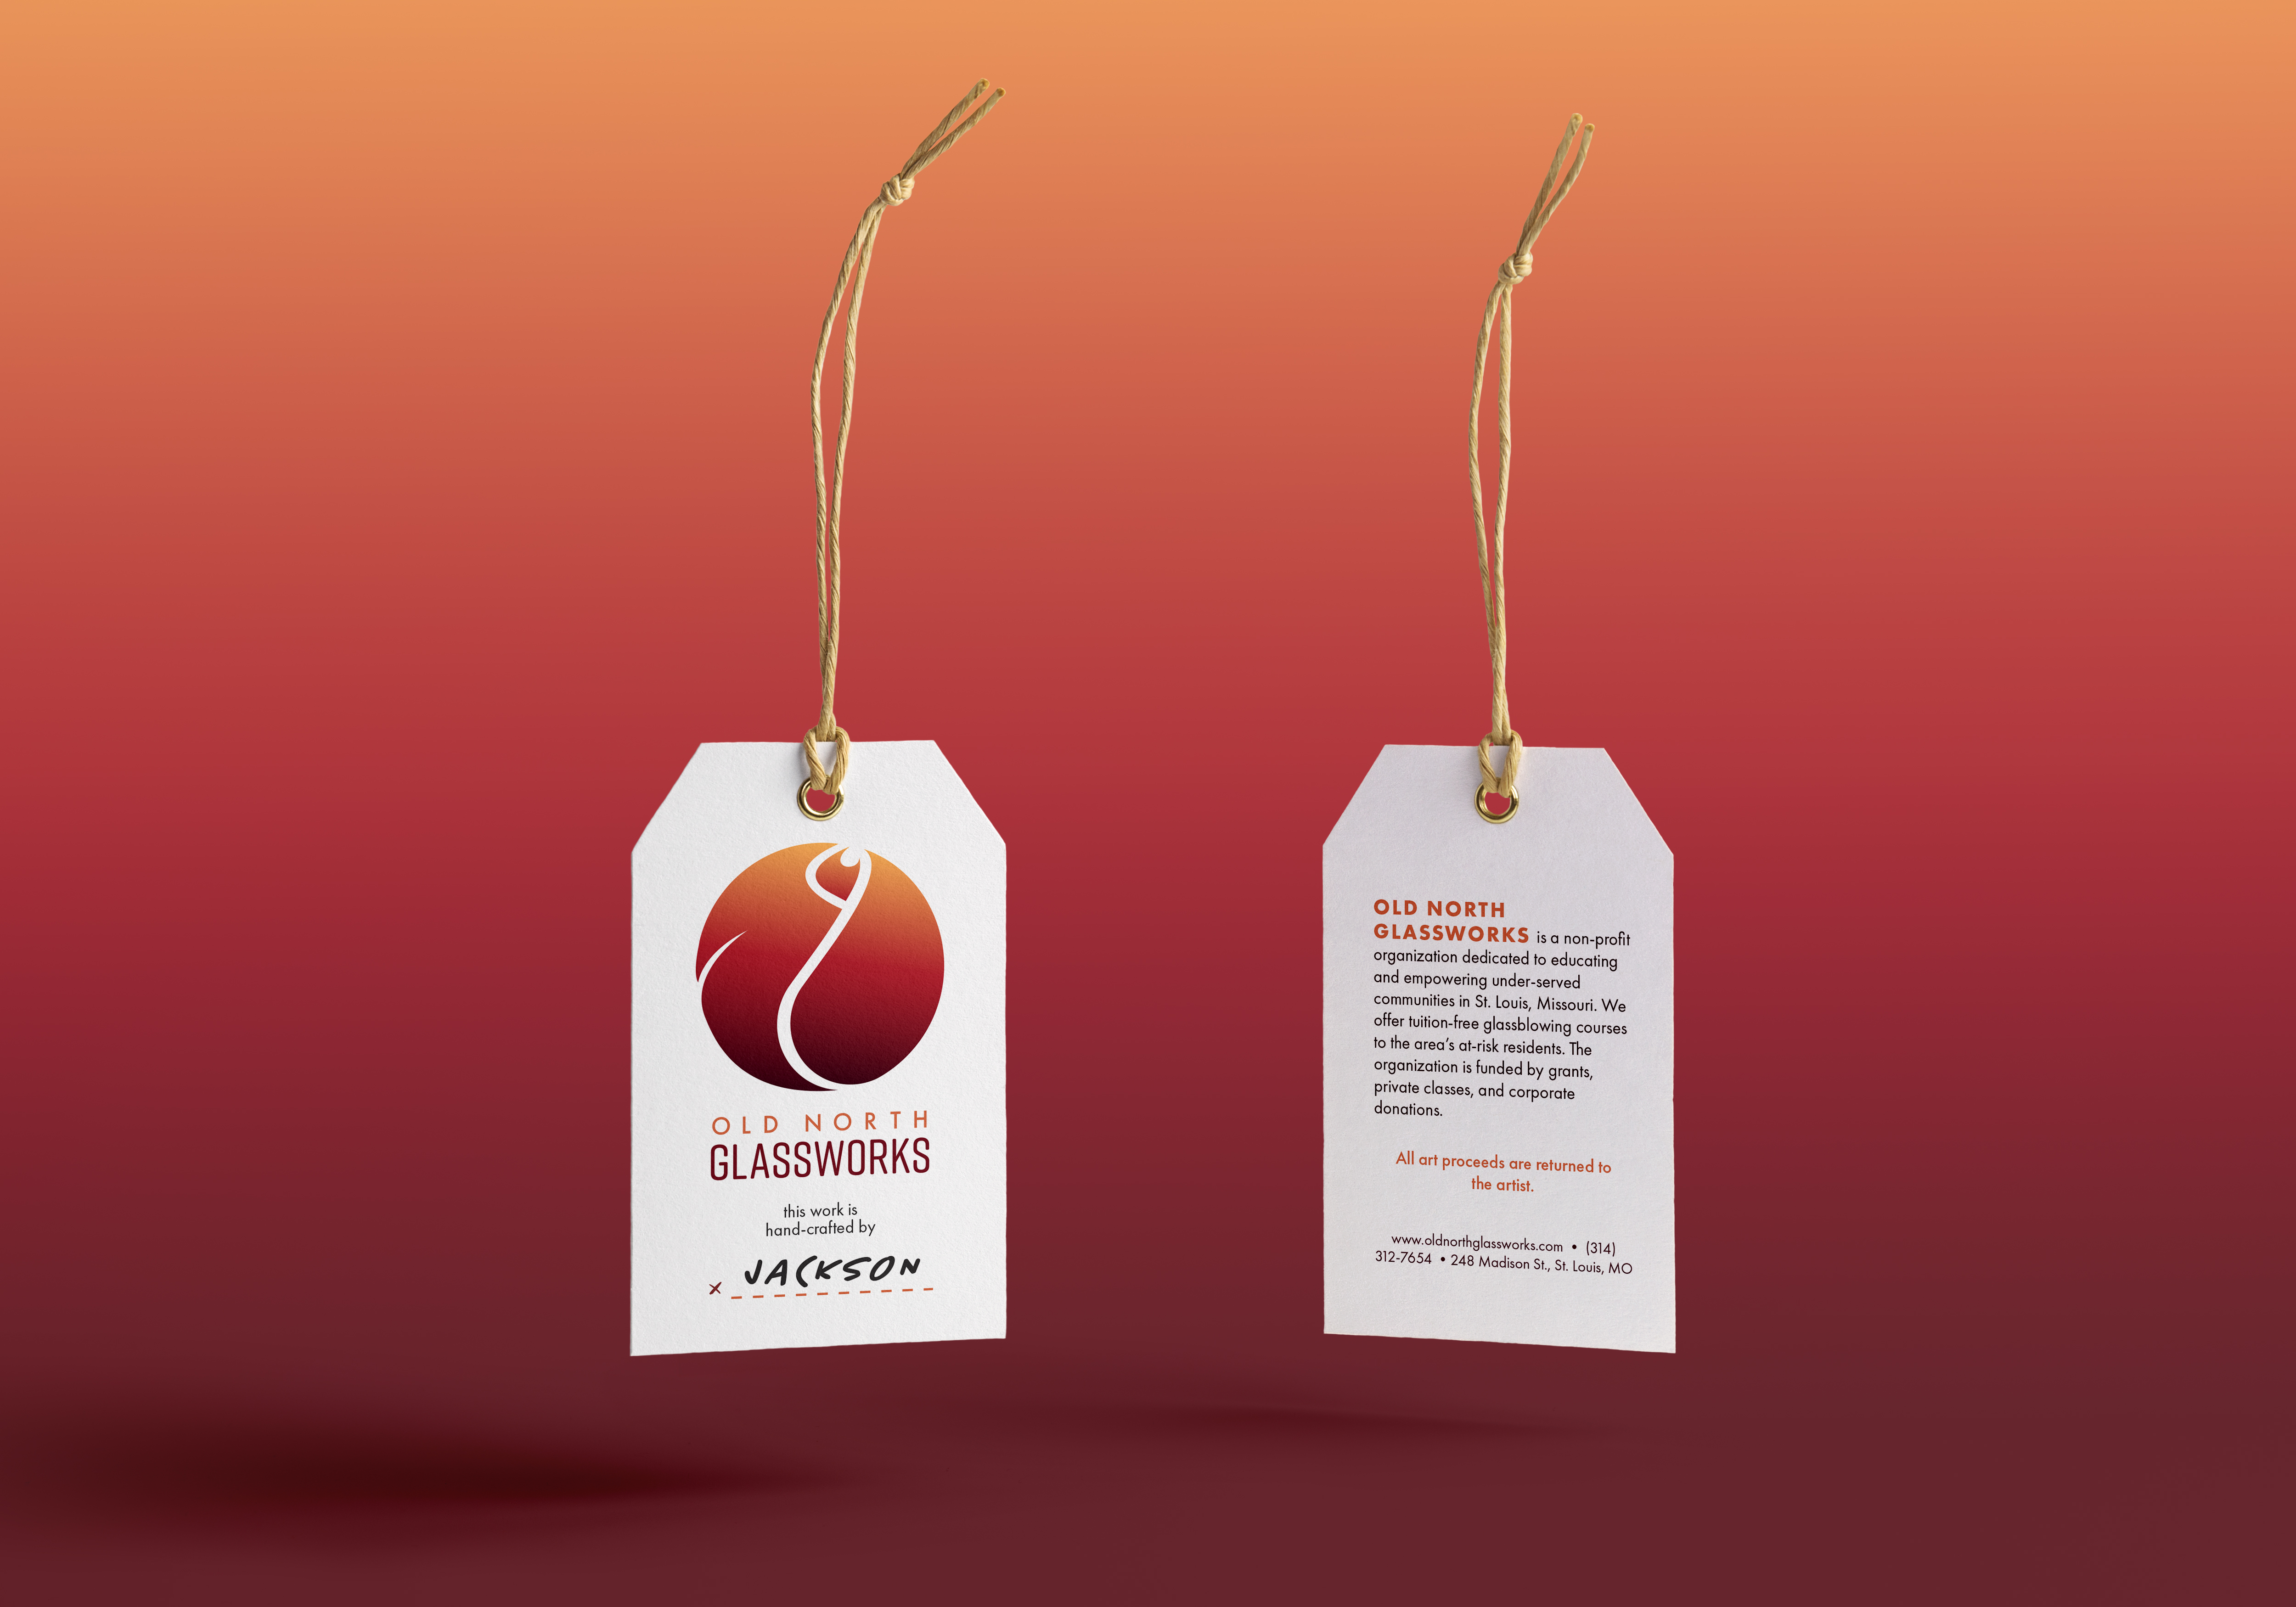 OLD NORTH
GLASSWORKS
this work is
hand-crafted by
JACKSON
x
OLD NORTH
GLASSWORKS is a non-profit
organization dedicated to educating
and empowering under-served
communities in St. Louis, Missouri. We
offer tuition-free glassblowing courses
to the area's at-risk residents. The
organization is funded by grants,
private classes, and corporate
donations.
All art proceeds are returned to
the artist.
www.oldnorthglassworks.com • (314)
312-7654 • 248 Madison St., St. Louis, MO